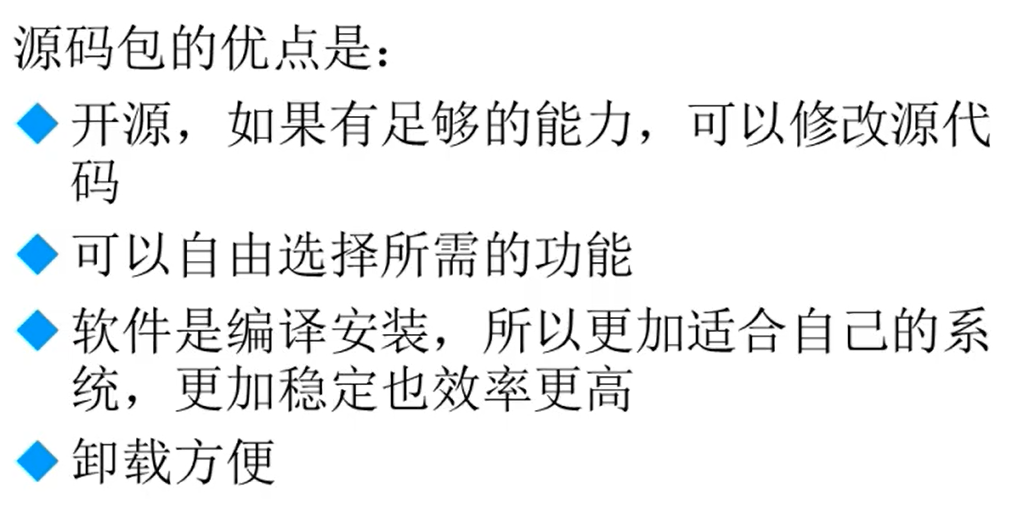 源码包的优点是：
开源，如果有足够的能力，可以修改源代
码
可以自由选择所需的功能
软件是编译安装，所以更加适合自己的系
统，更加稳定也效率更高
卸载方便